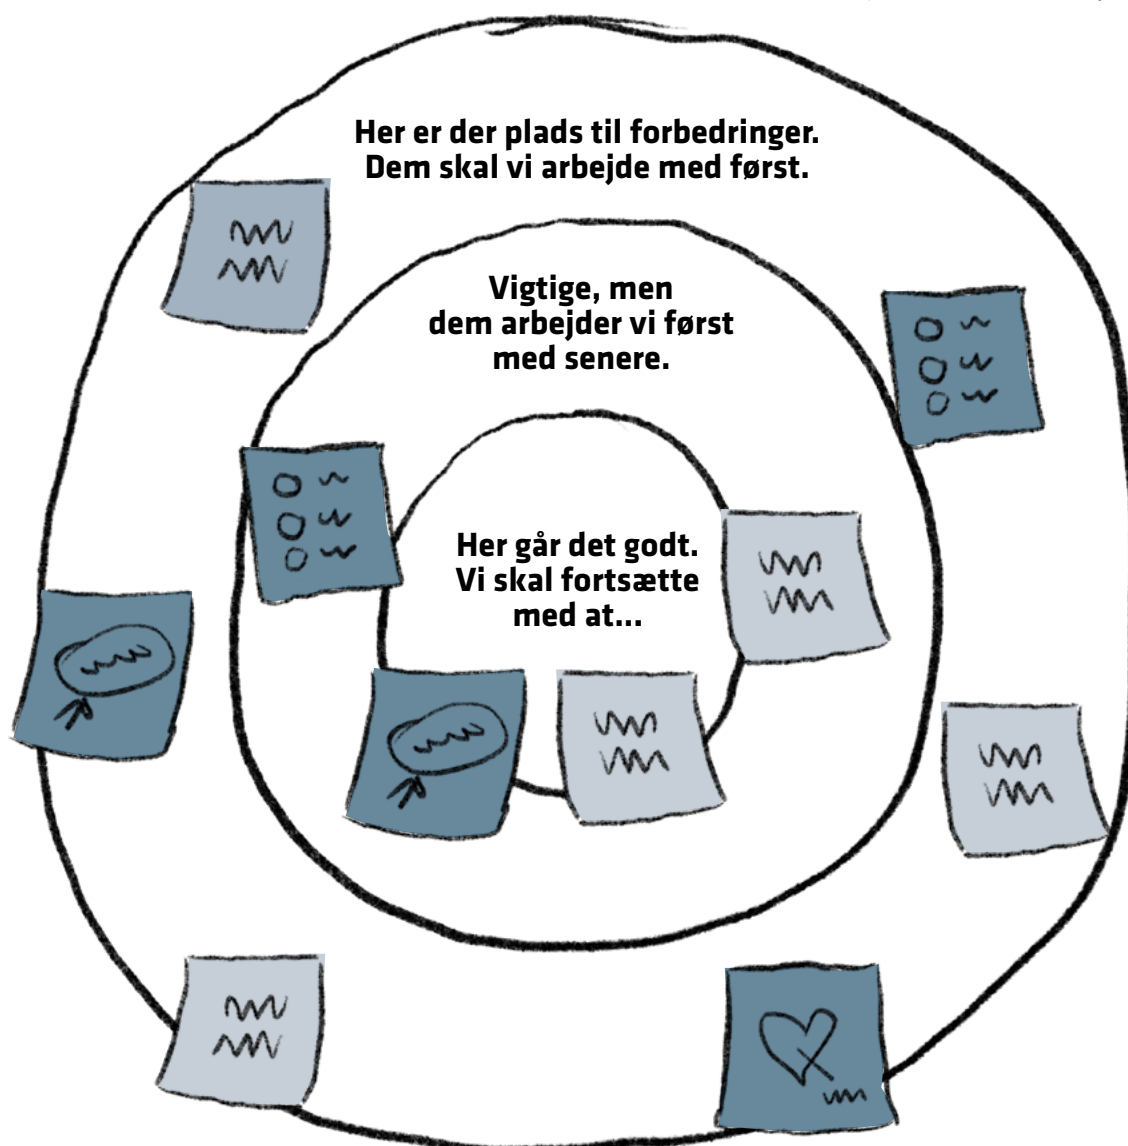 Her er der plads til forbedringer.
Dem skal vi arbejde med først.
Vigtige, men
dem arbejder vi først
med senere.
Her går det godt.
Vi skal fortsætte
med at...